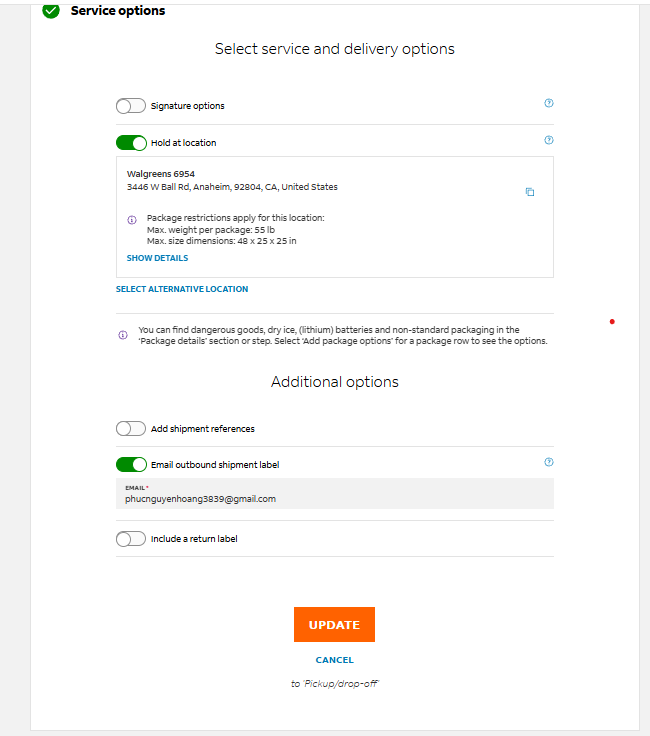 Service options
Select service and delivery options
Signature options
Hold at location
Walgreens 6954
3446 W Ball Rd, Anaheim, 92804, CA, United States
Package restrictions apply for this location:
Max. weight per package: 55 lb
Max. size dimensions: 48 x 25 x 25 in
SHOW DETAILS
SELECT ALTERNATIVE LOCATION
You can find dangerous goods, dry ice, (lithium) batteries and non-standard packaging in the
'Package details' section or step. Select 'Add package options' for a package row to see the options.
Additional options
Add shipment references
Email outbound shipment label
EMAIL*
phucnguyenhoang3839@gmail.com
Include a return label
UPDATE
CANCEL
to 'Pickup/drop-off'